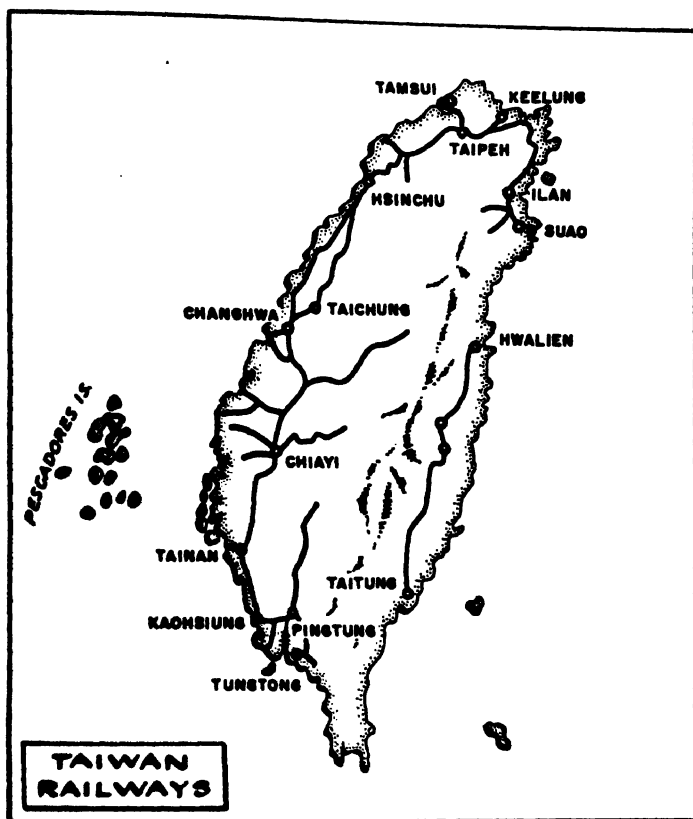 TAMSUI
KEELUNG
TAIPEH
HSINCHU
ILAN
SUAO
CHANGHWA
TAICHUNG
HWALIEN
PESCADORES IS.
CHIAYI
TAINAN
TAITUNG
KAOHSIUNG
PINGTUNG
TUNGTONG
TAIWAN
RAILWAYS